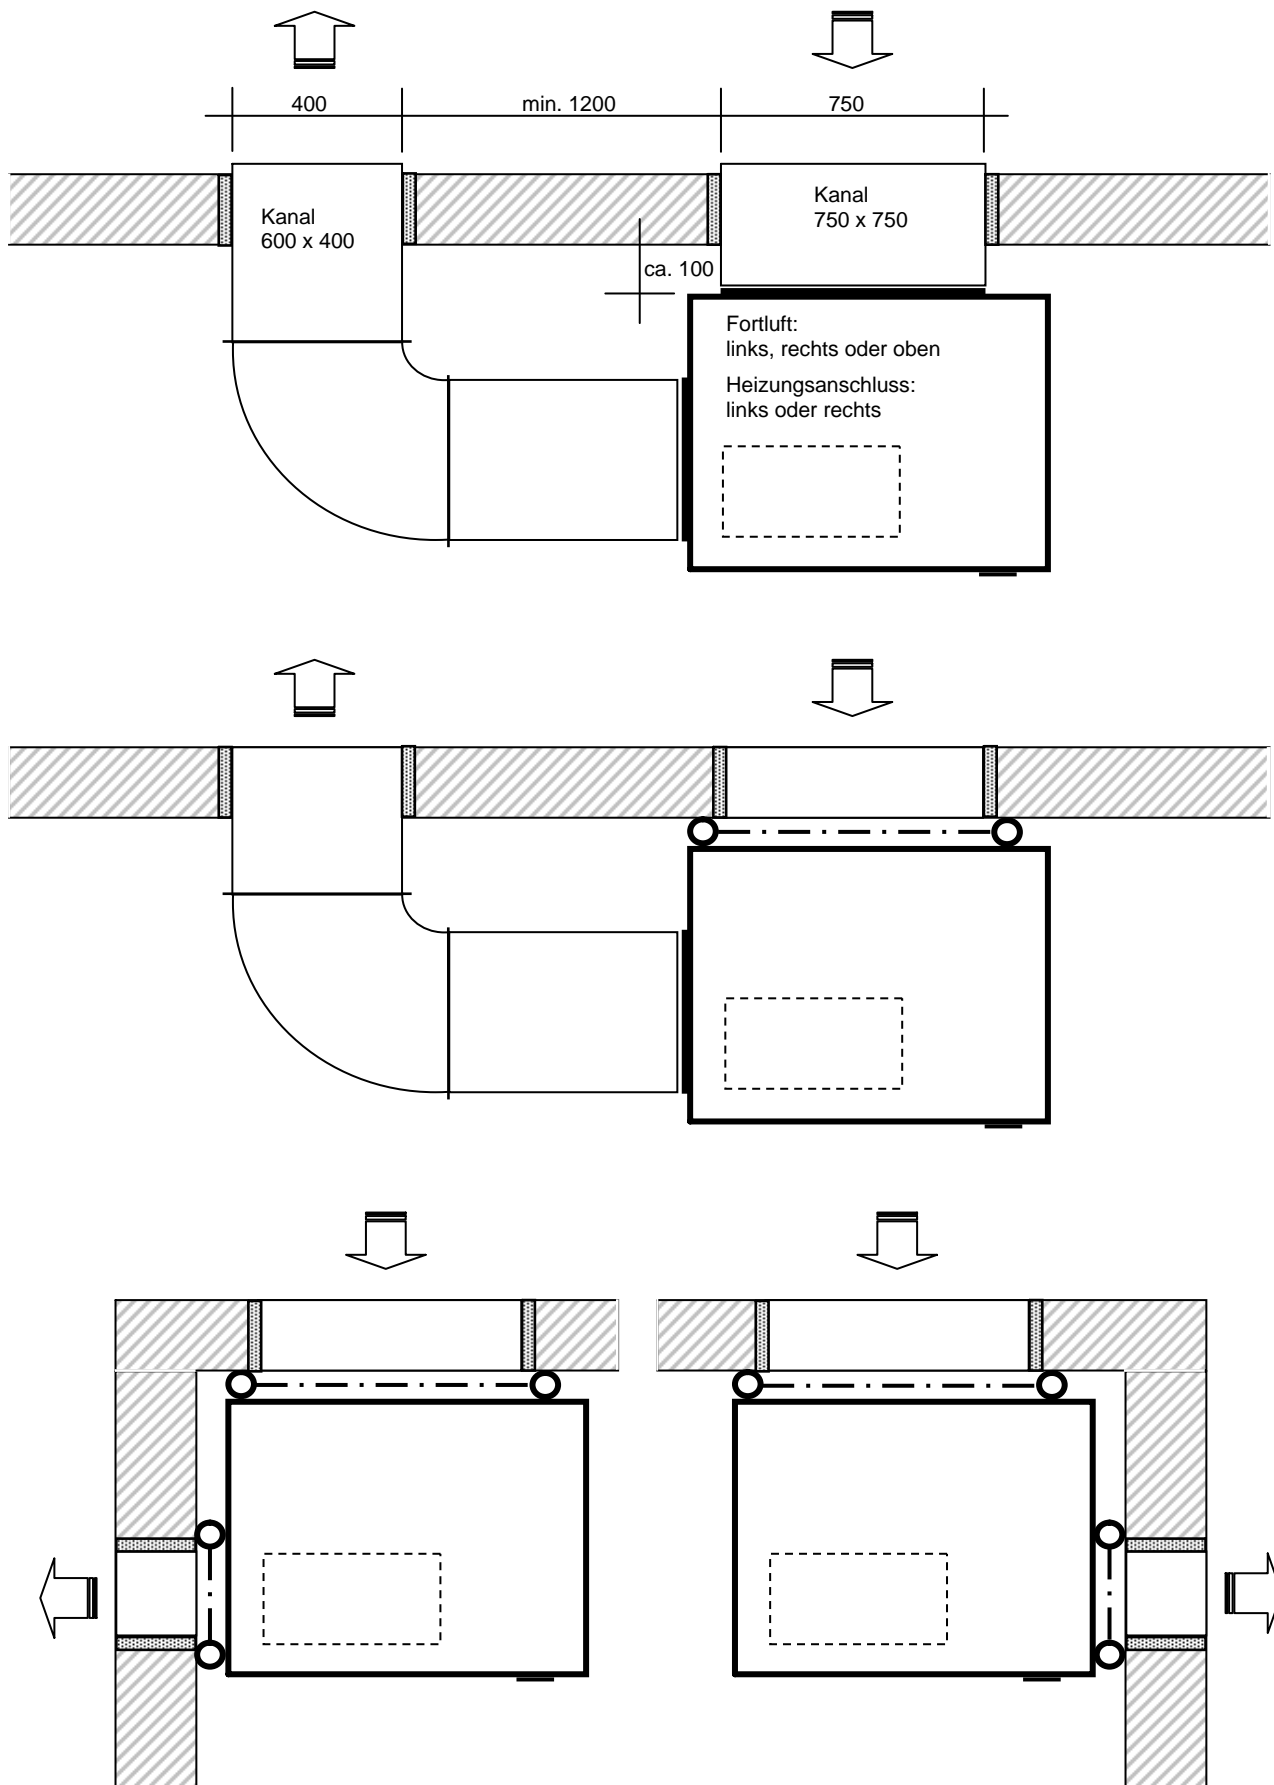 400
min. 1200
750
Kanal
600 x 400
Kanal
750 x 750
ca. 100
Fortluft:
links, rechts oder oben
Heizungsanschluss:
links oder rechts